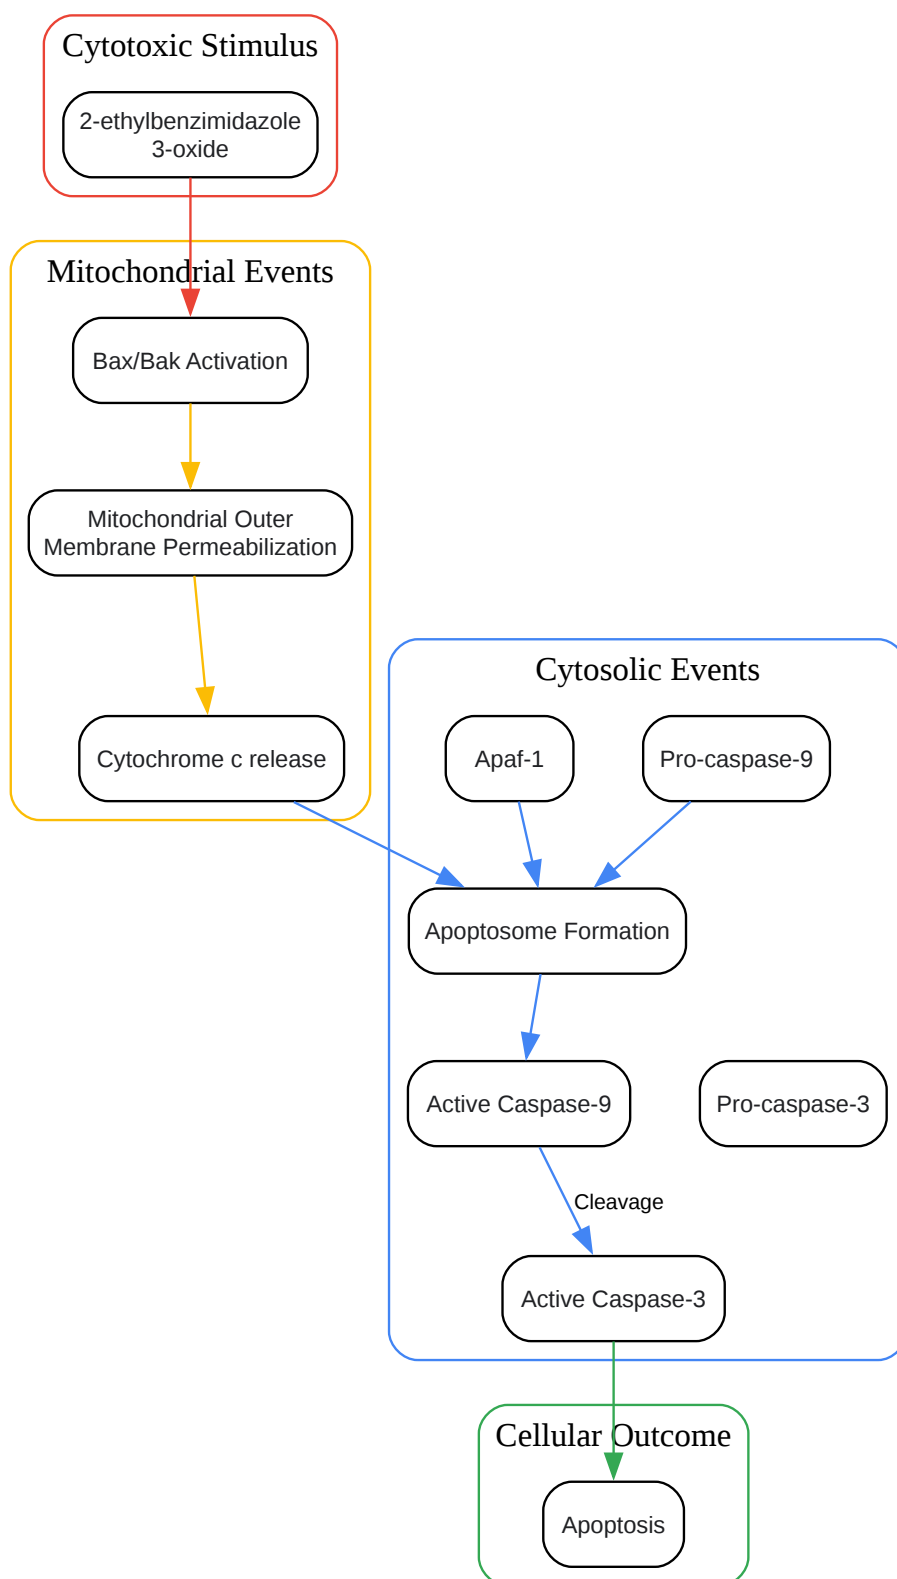 Cytotoxic Stimulus
2-ethylbenzimidazole
3-oxide
Mitochondrial Events
Bax/Bak Activation
Mitochondrial Outer
Membrane Permeabilization
Cytochrome c release
Cytosolic Events
Apaf-1
Pro-caspase-9
Apoptosome Formation
Active Caspase-9
Pro-caspase-3
Cleavage
Active Caspase-3
Cellular Outcome
Apoptosis